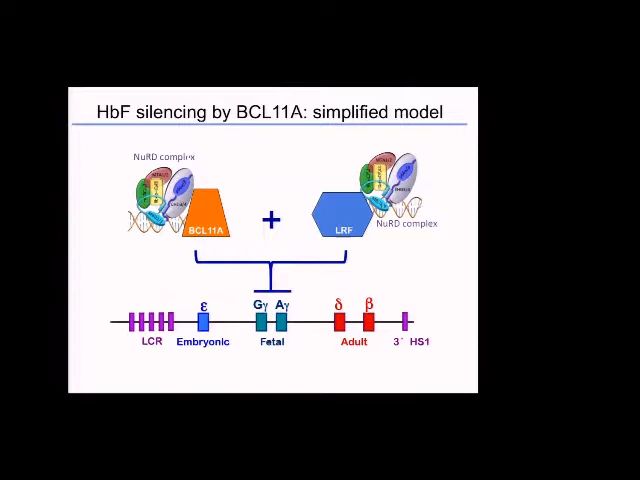 HbF silencing by BCL11A: simplified model
NuRD complex
BCL11A
+
LRF
NuRD complex
ε Gγ Aγ δ β
LCR Embryonic Fetal Adult 3´ HS1